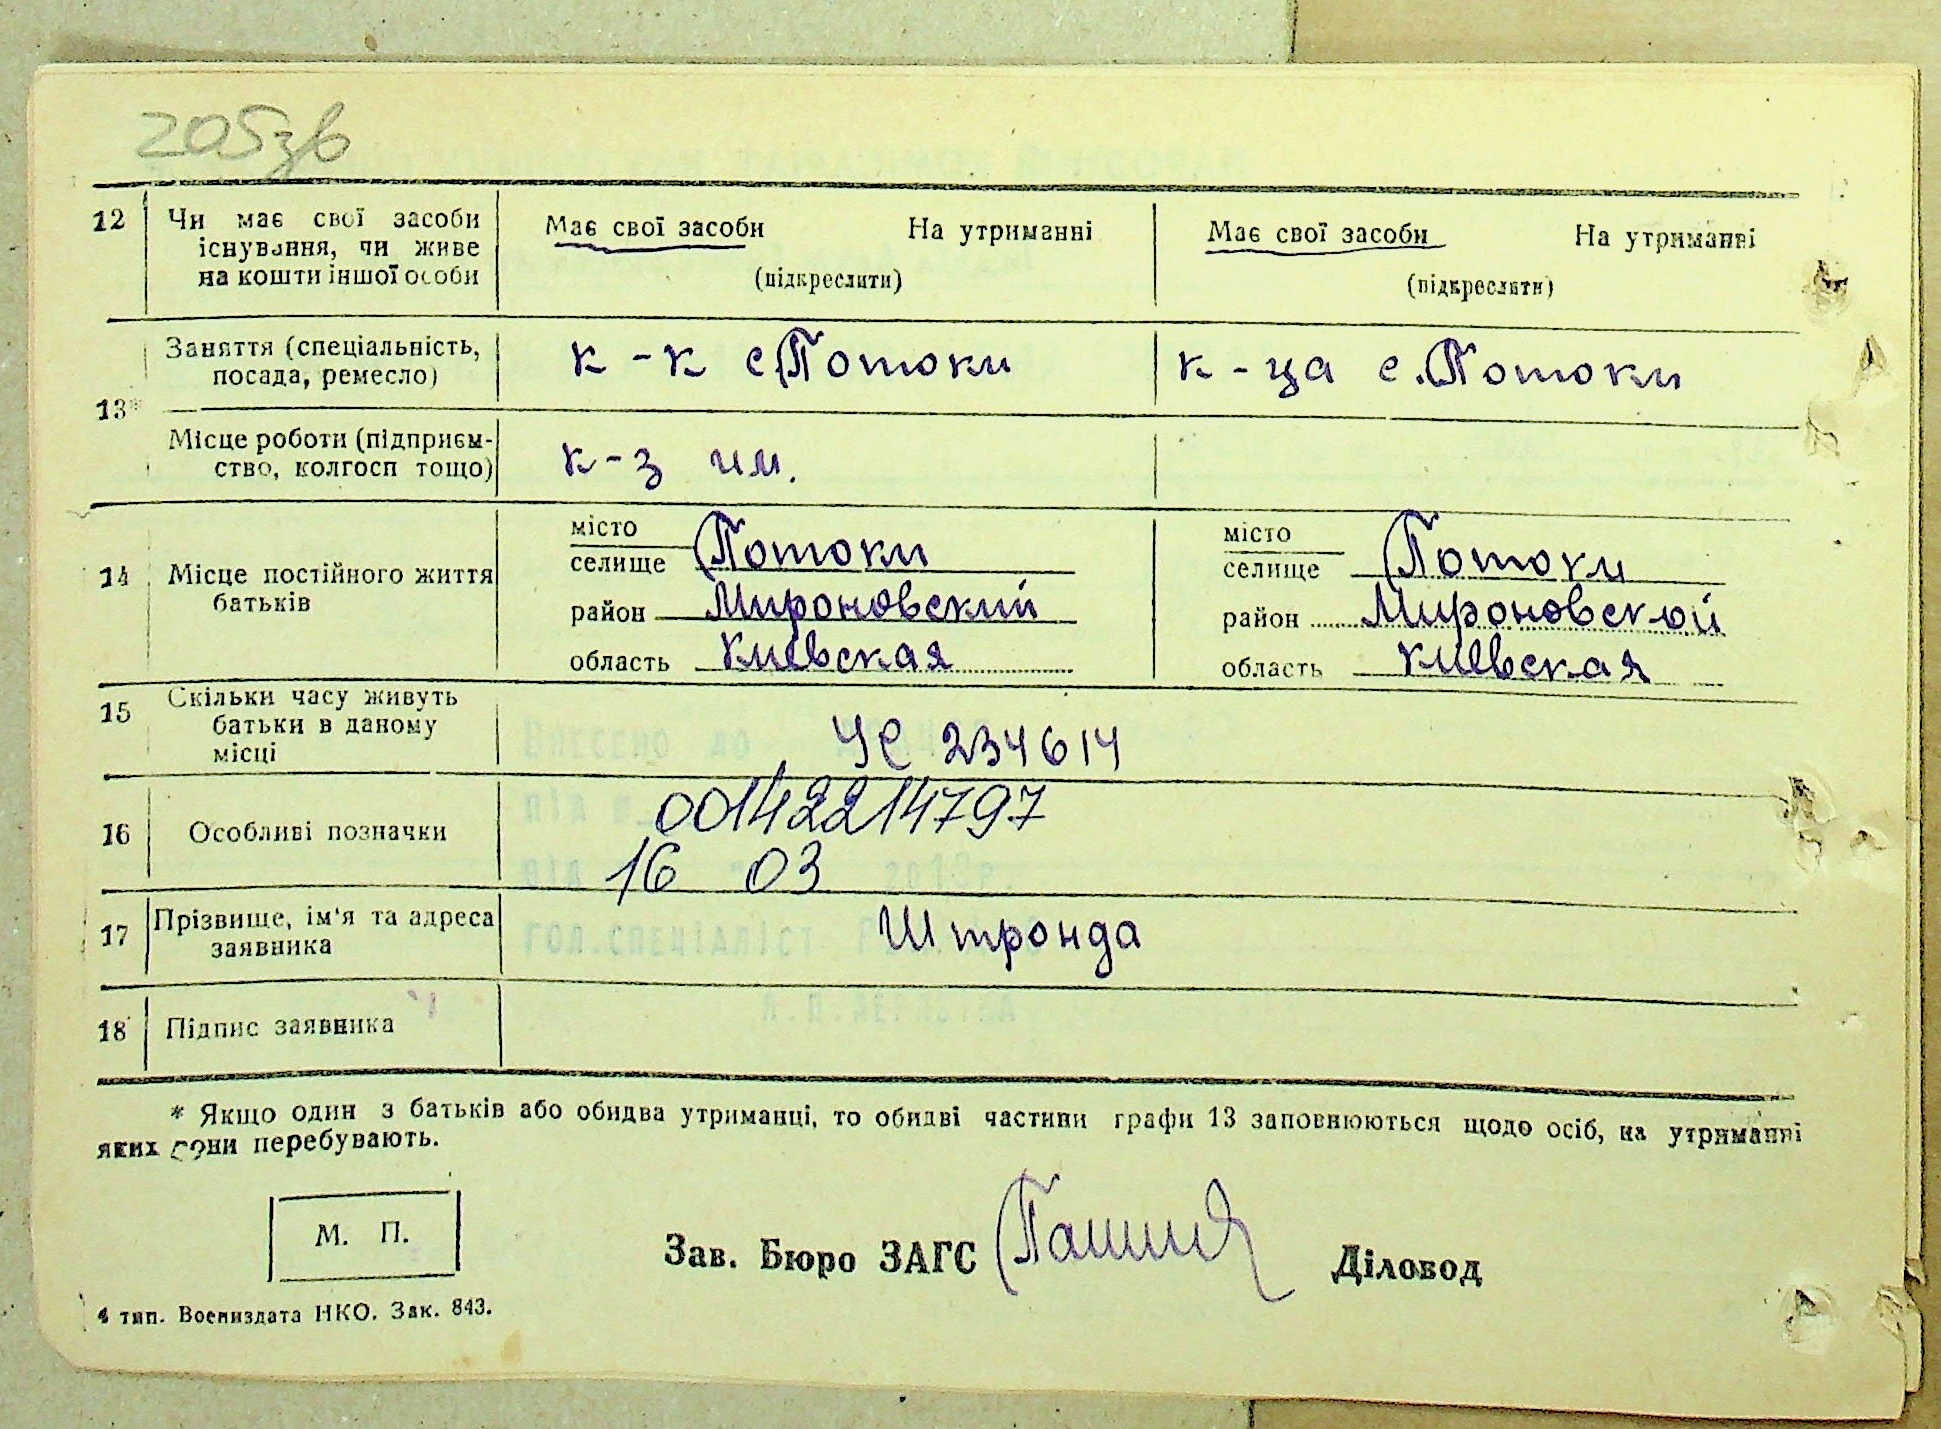 205зв
12 Чи має свої засоби існування, чи живе на кошти іншої особи
Має свої засоби На утриманні
(підкреслити)
Має свої засоби На утриманні
(підкреслити)
13*
Заняття (спеціальність, посада, ремесло)
к-к с Потоки
к-ца с. Потоки
Місце роботи (підприємство, колгосп тощо)
к-з им.
14 Місце постійного життя батьків
місто
селище Потоки
район Мироновский
область Киевская
місто
селище Потоки
район Мироновской
область Киевская
15 Скільки часу живуть батьки в даному місці
УС 234614
16 Особливі позначки
00142214797
16 03
17 Прізвище, ім'я та адреса заявника
Штронда
18 Підпис заявника
* Якщо один з батьків або обидва утриманці, то обидві частини графи 13 заповнюються щодо осіб, на утриманні
яких вони перебувають.
М. П.
Зав. Бюро ЗАГС
Діловод
4 тип. Воениздата НКО. Зак. 843.